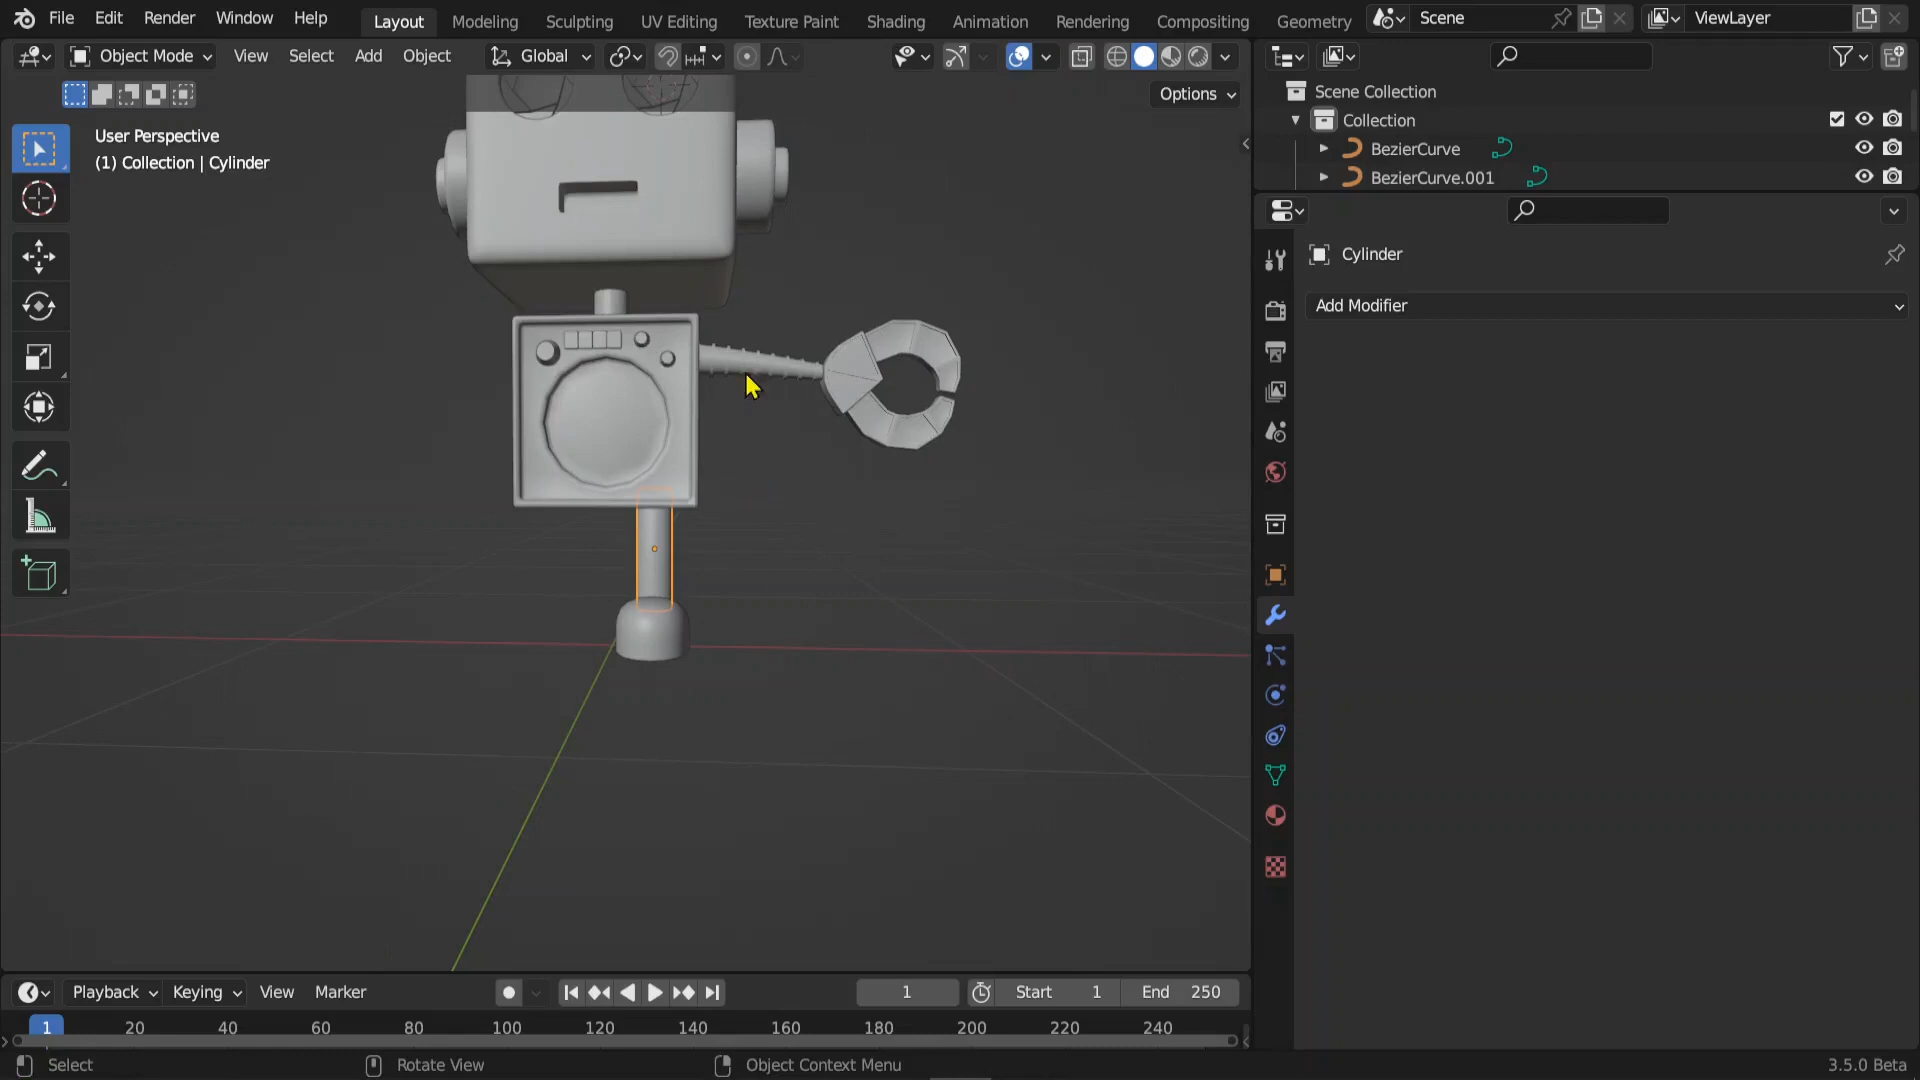 File Edit Render Window Help Layout Modeling Sculpting UV Editing Texture Paint Shading Animation Rendering Compositing Geometry Scene ViewLayer
Object Mode View Select Add Object Global
Options
User Perspective
(1) Collection | Cylinder
Scene Collection
Collection
BezierCurve
BezierCurve.001
Cylinder
Add Modifier
Playback Keying View Marker 1 Start 1 End 250
1 20 40 60 80 100 120 140 160 180 200 220 240
Select Rotate View Object Context Menu 3.5.0 Beta